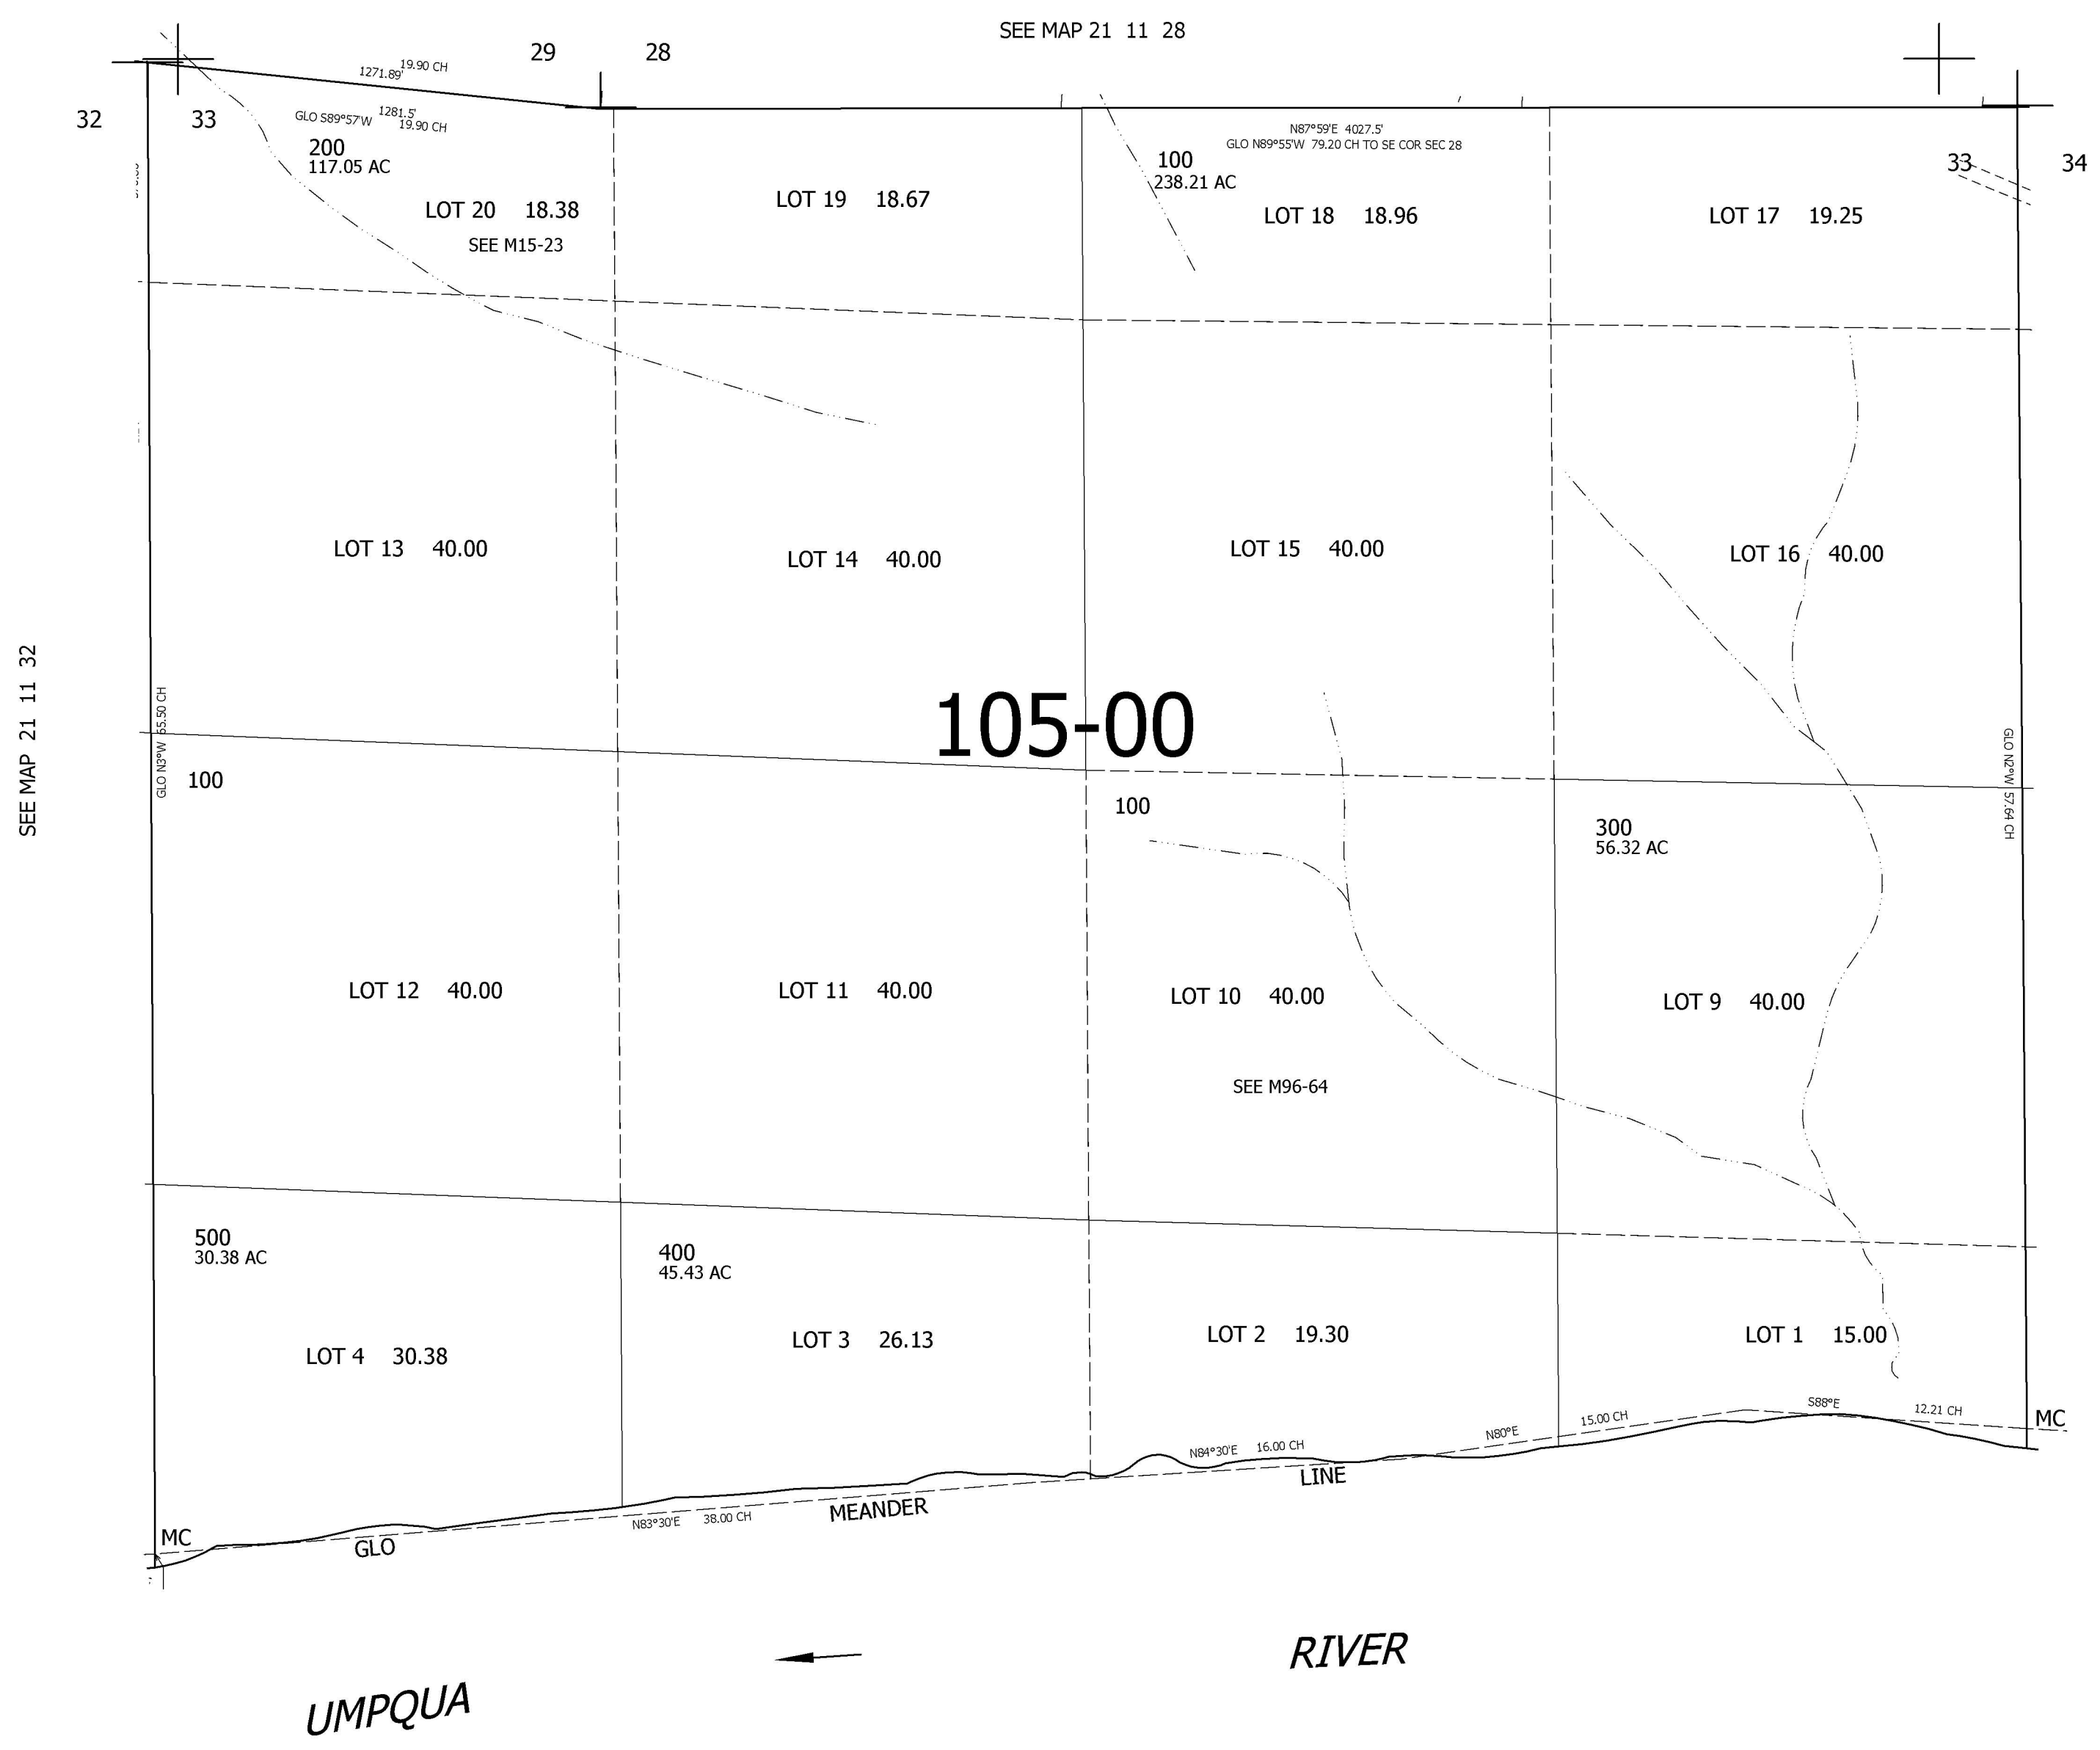 SEE MAP 21 11 28
29 28
19.90 CH
1271.89'
32 33
1281.5'
GLO S89°57'W 19.90 CH
N87°59'E 4027.5'
GLO N89°55'W 79.20 CH TO SE COR SEC 28
33 34
200
117.05 AC
100
238.21 AC
LOT 20 18.38
SEE M15-23
LOT 19 18.67
LOT 18 18.96
LOT 17 19.25
LOT 13 40.00
LOT 14 40.00
LOT 15 40.00
LOT 16 40.00
SEE MAP 21 11 32
GLO N3°W 55.50 CH
105-00
GLO N2°W 57.64 CH
100
100
300
56.32 AC
LOT 12 40.00
LOT 11 40.00
LOT 10 40.00
LOT 9 40.00
SEE M96-64
500
30.38 AC
400
45.43 AC
LOT 4 30.38
LOT 3 26.13
LOT 2 19.30
LOT 1 15.00
S88°E 12.21 CH
MC
N80°E 15.00 CH
N84°30'E 16.00 CH
LINE
MEANDER
N83°30'E 38.00 CH
MC
GLO
RIVER
UMPQUA